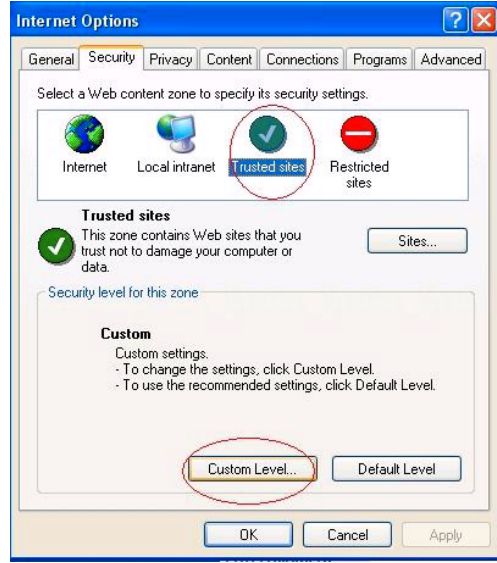 Internet Options
General Security Privacy Content Connections Programs Advanced
Select a Web content zone to specify its security settings.
Internet Local intranet Trusted sites Restricted
sites
Trusted sites
This zone contains Web sites that you
trust not to damage your computer or
data.
Sites...
Security level for this zone
Custom
Custom settings.
- To change the settings, click Custom Level.
- To use the recommended settings, click Default Level.
Custom Level... Default Level
OK Cancel Apply